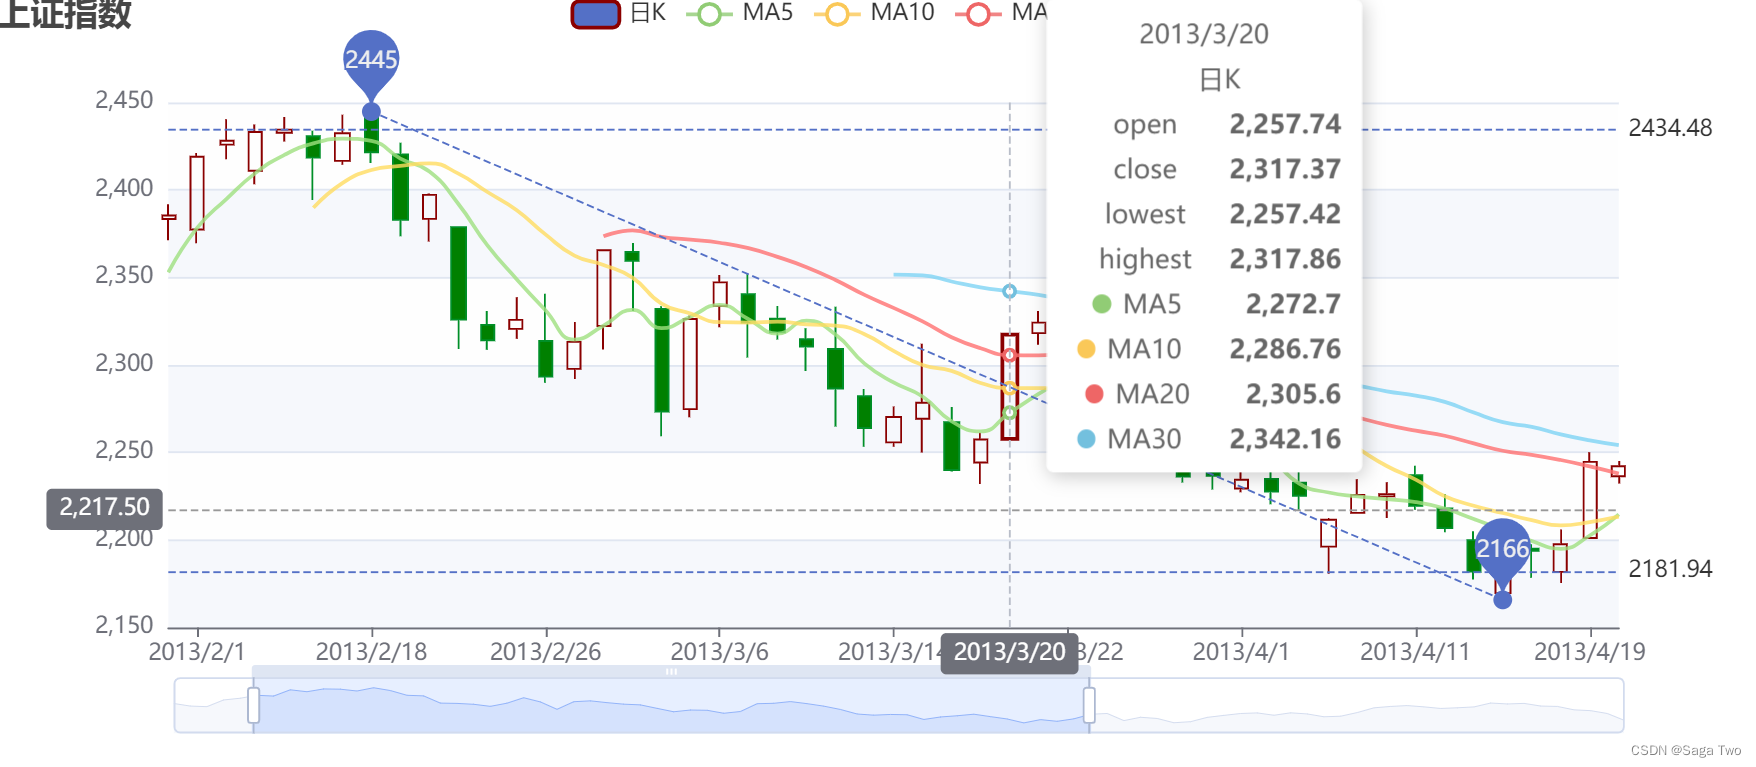 上证指数
日K MA5 MA10 MA
2013/3/20
日K
open 2,257.74
close 2,317.37
lowest 2,257.42
highest 2,317.86
MA5 2,272.7
MA10 2,286.76
MA20 2,305.6
MA30 2,342.16
2445
2,450
2434.48
2,400
2,350
2,300
2,250
2,217.50
2,200
2166
2181.94
2,150
2013/2/1 2013/2/18 2013/2/26 2013/3/6 2013/3/14 2013/3/20 3/22 2013/4/1 2013/4/11 2013/4/19
CSDN @Saga Two